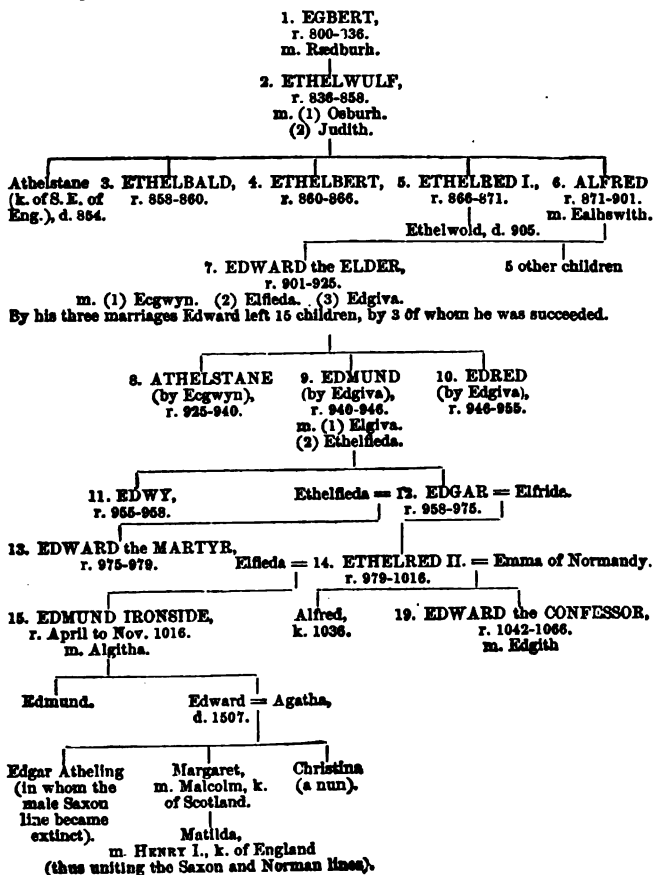 1. EGBERT,
r. 800-836.
m. Rædburh.
2. ETHELWULF,
r. 836-858.
m. (1) Osburh.
(2) Judith.
Athelstane 3. ETHELBALD, 4. ETHELBERT, 5. ETHELRED I., 6. ALFRED
(k. of S. E. of r. 858-860. r. 860-866. r. 866-871. r. 871-901.
Eng.), d. 854. m. Ealhswith.
Ethelwold, d. 905.
7. EDWARD the ELDER, 5 other children
r. 901-925.
m. (1) Ecgwyn. (2) Elfleda. (3) Edgiva.
By his three marriages Edward left 15 children, by 3 of whom he was succeeded.
8. ATHELSTANE 9. EDMUND 10. EDRED
(by Ecgwyn), (by Edgiva), (by Edgiva),
r. 925-940. r. 940-946. r. 946-955.
m. (1) Elgiva.
(2) Ethelfleda.
11. EDWY, Ethelfleda = 12. EDGAR = Elfrida.
r. 955-958. r. 958-975.
13. EDWARD the MARTYR, Elfleda = 14. ETHELRED II. = Emma of Normandy.
r. 975-979. r. 979-1016.
15. EDMUND IRONSIDE, Alfred, 19. EDWARD the CONFESSOR,
r. April to Nov. 1016. k. 1036. r. 1042-1066.
m. Algitha. m. Edgith
Edmund. Edward = Agatha,
d. 1507.
Edgar Atheling Margaret, Christina
(in whom the m. Malcolm, k. (a nun).
male Saxon of Scotland.
line became
extinct). Matilda,
m. HENRY I., k. of England
(thus uniting the Saxon and Norman lines).